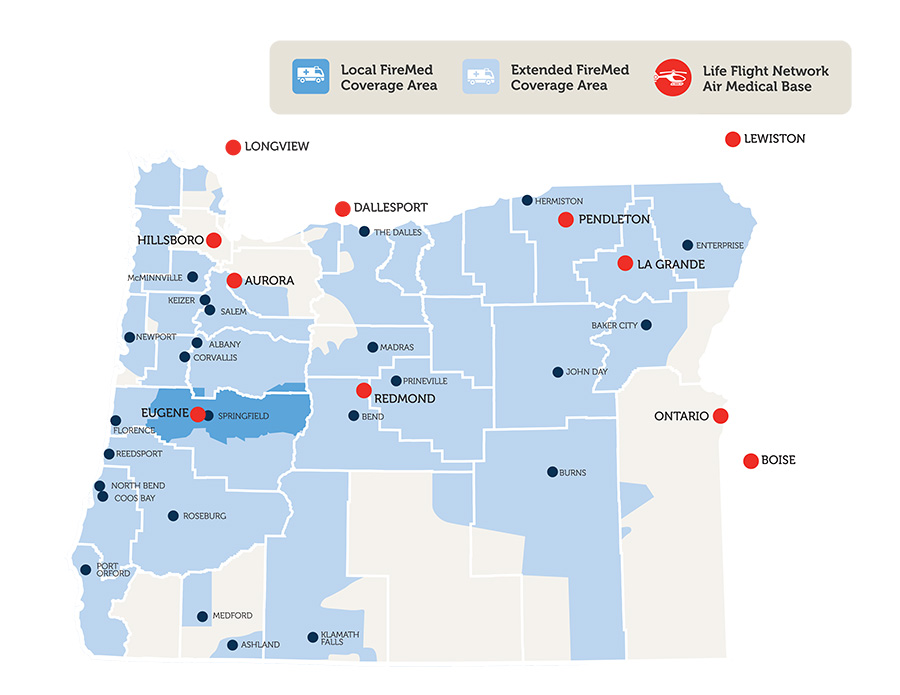 Local FireMed
Coverage Area
Extended FireMed
Coverage Area
Life Flight Network
Air Medical Base
LONGVIEW
LEWISTON
DALLESPORT
HERMISTON
PENDLETON
THE DALLES
HILLSBORO
ENTERPRISE
LA GRANDE
McMINNVILLE
AURORA
KEIZER
SALEM
BAKER CITY
NEWPORT
ALBANY
MADRAS
CORVALLIS
JOHN DAY
PRINEVILLE
REDMOND
EUGENE
SPRINGFIELD
BEND
ONTARIO
FLORENCE
REEDSPORT
BOISE
BURNS
NORTH BEND
COOS BAY
ROSEBURG
PORT
ORFORD
MEDFORD
KLAMATH
FALLS
ASHLAND